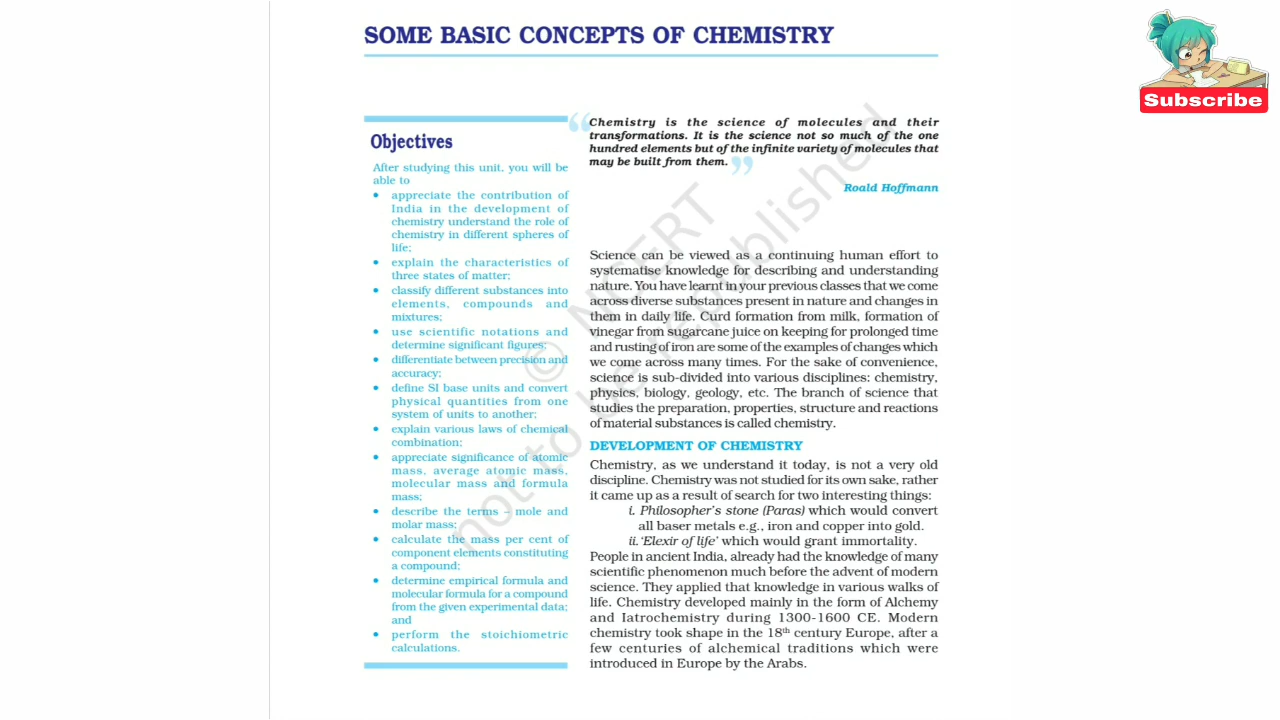 SOME BASIC CONCEPTS OF CHEMISTRY
Subscribe
Objectives
After studying this unit, you will be
able to
• appreciate the contribution of
India in the development of
chemistry understand the role of
chemistry in different spheres of
life;
• explain the characteristics of
three states of matter;
• classify different substances into
elements, compounds and
mixtures;
• use scientific notations and
determine significant figures;
• differentiate between precision and
accuracy;
• define SI base units and convert
physical quantities from one
system of units to another;
• explain various laws of chemical
combination;
• appreciate significance of atomic
mass, average atomic mass,
molecular mass and formula
mass;
• describe the terms – mole and
molar mass;
• calculate the mass per cent of
component elements constituting
a compound;
• determine empirical formula and
molecular formula for a compound
from the given experimental data;
and
• perform the stoichiometric
calculations.
“Chemistry is the science of molecules and their
transformations. It is the science not so much of the one
hundred elements but of the infinite variety of molecules that
may be built from them.”
Roald Hoffmann
Science can be viewed as a continuing human effort to
systematise knowledge for describing and understanding
nature. You have learnt in your previous classes that we come
across diverse substances present in nature and changes in
them in daily life. Curd formation from milk, formation of
vinegar from sugarcane juice on keeping for prolonged time
and rusting of iron are some of the examples of changes which
we come across many times. For the sake of convenience,
science is sub-divided into various disciplines: chemistry,
physics, biology, geology, etc. The branch of science that
studies the preparation, properties, structure and reactions
of material substances is called chemistry.
DEVELOPMENT OF CHEMISTRY
Chemistry, as we understand it today, is not a very old
discipline. Chemistry was not studied for its own sake, rather
it came up as a result of search for two interesting things:
i. Philosopher's stone (Paras) which would convert
all baser metals e.g., iron and copper into gold.
ii. ‘Elexir of life’ which would grant immortality.
People in ancient India, already had the knowledge of many
scientific phenomenon much before the advent of modern
science. They applied that knowledge in various walks of
life. Chemistry developed mainly in the form of Alchemy
and Iatrochemistry during 1300-1600 CE. Modern
chemistry took shape in the 18th century Europe, after a
few centuries of alchemical traditions which were
introduced in Europe by the Arabs.
© NCERT
not to be republished